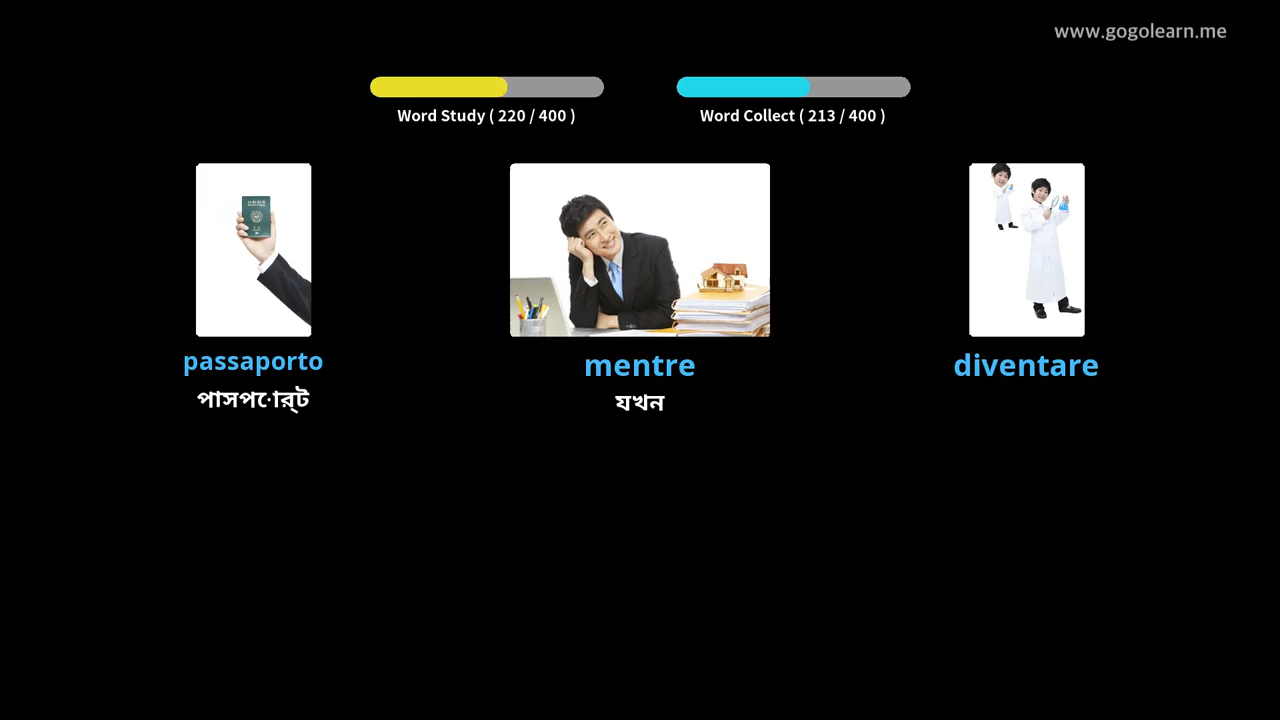 www.gogolearn.me
Word Study ( 220 / 400 )
Word Collect ( 213 / 400 )
passaporto
mentre
diventare
পাসপোর্ট
যখন